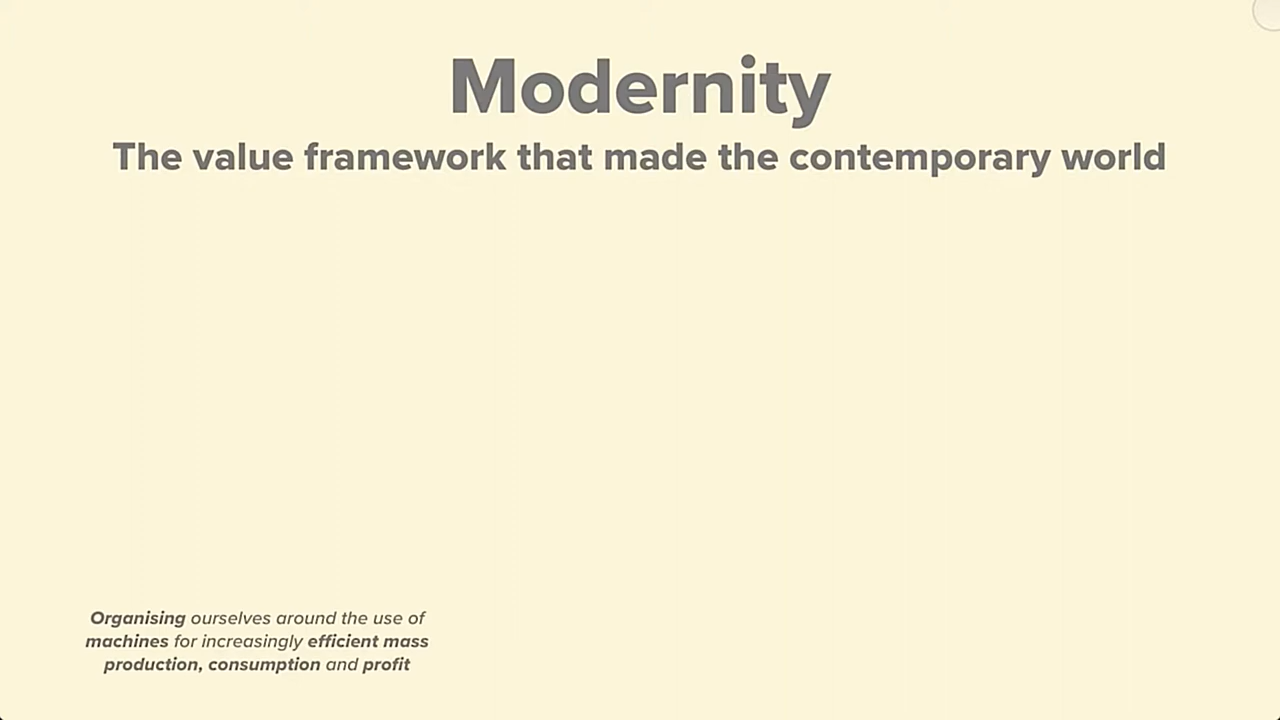 Modernity
The value framework that made the contemporary world
Organising ourselves around the use of
machines for increasingly efficient mass
production, consumption and profit